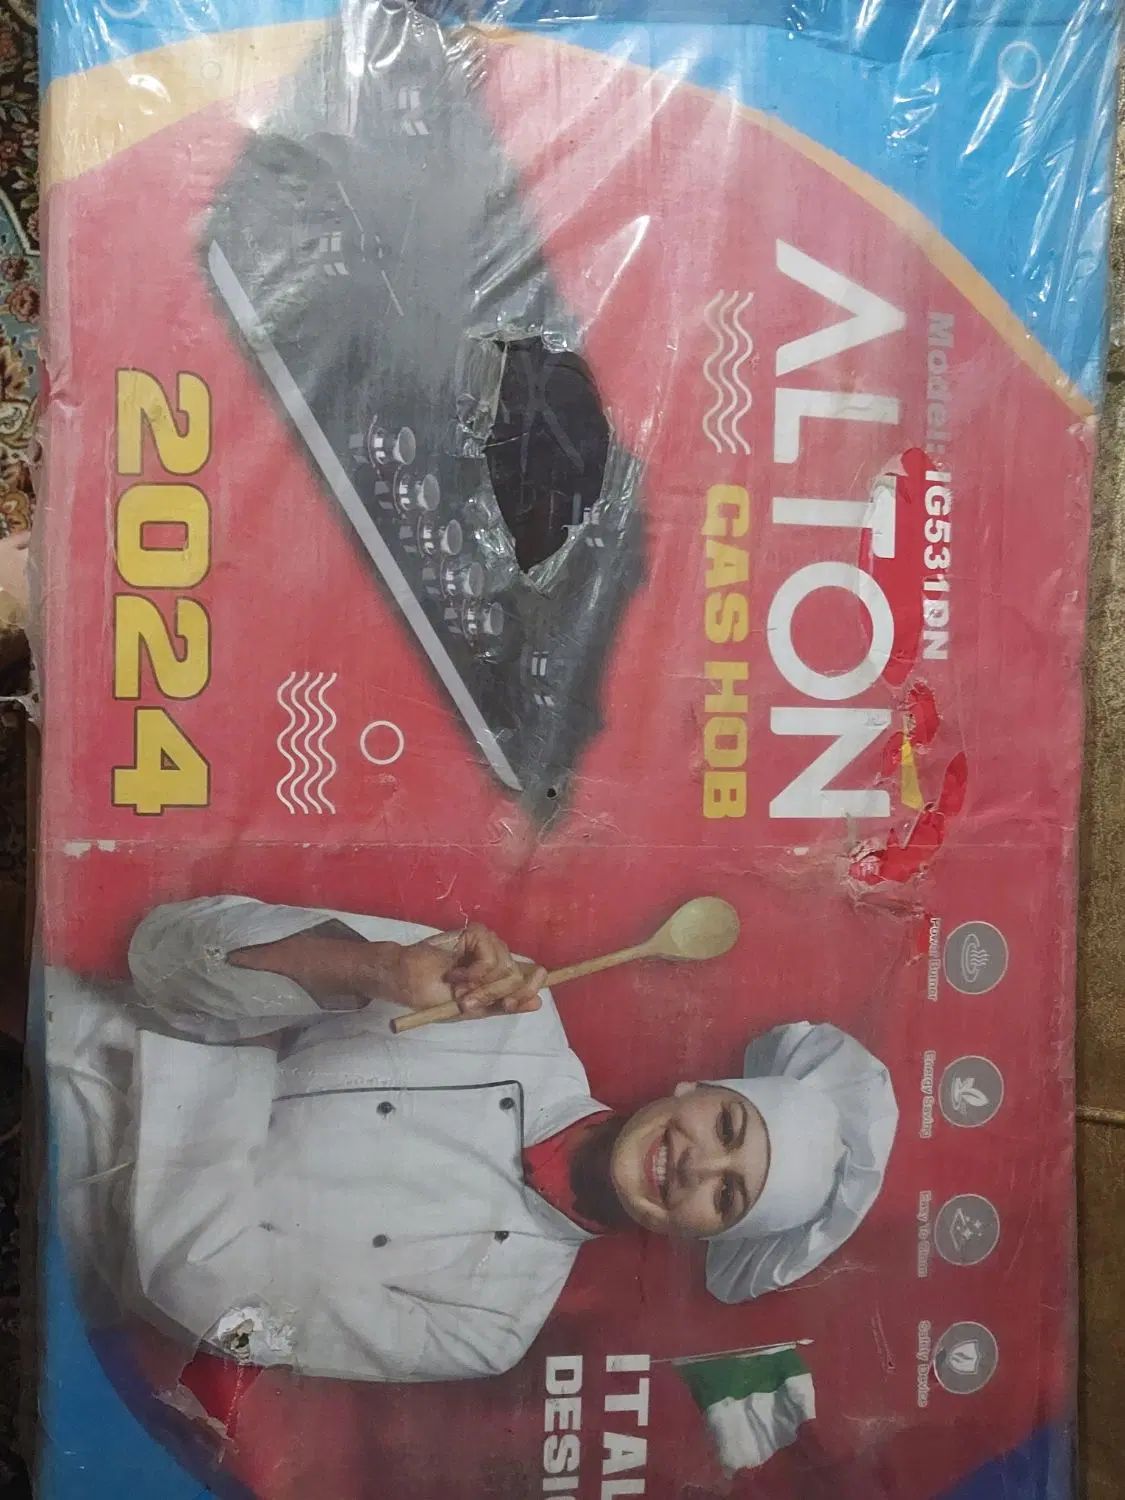 Model: IG531DN
ALTON
GAS HOB
2024
Power Burner
Energy Saving
Easy to Clean
Safety Device
ITAL
DESI